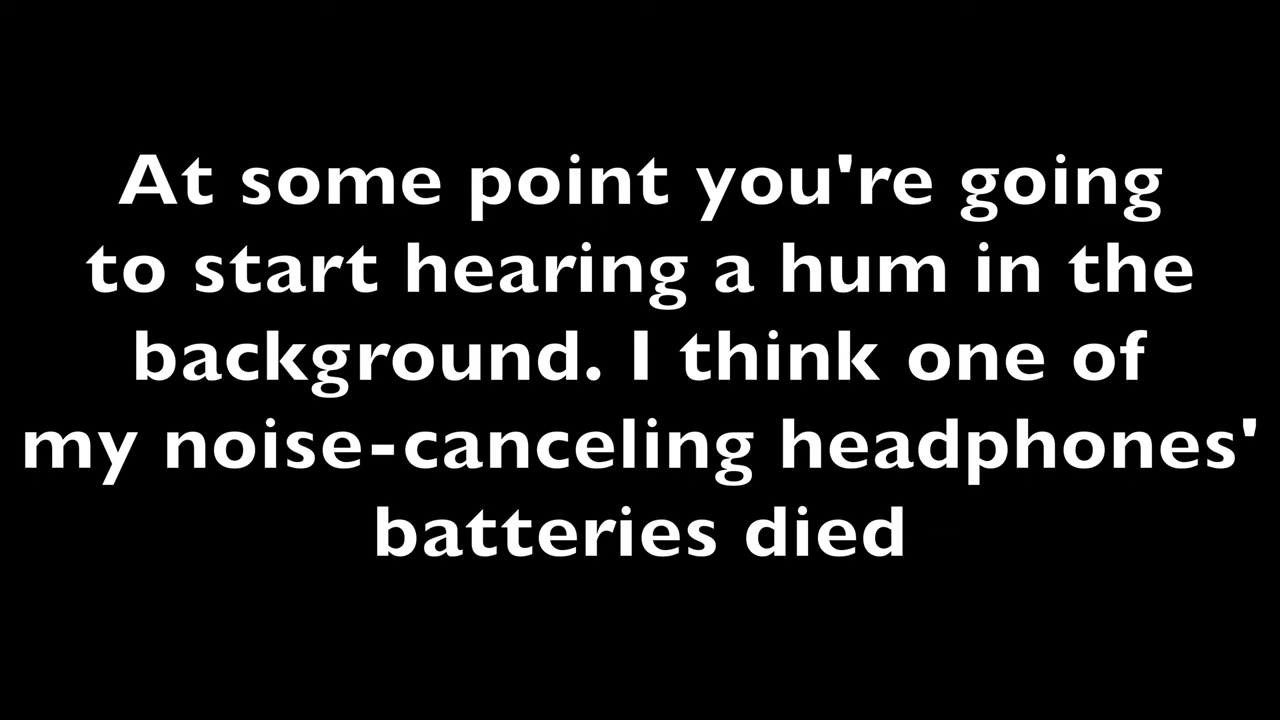 At some point you're going
to start hearing a hum in the
background. I think one of
my noise-canceling headphones'
batteries died